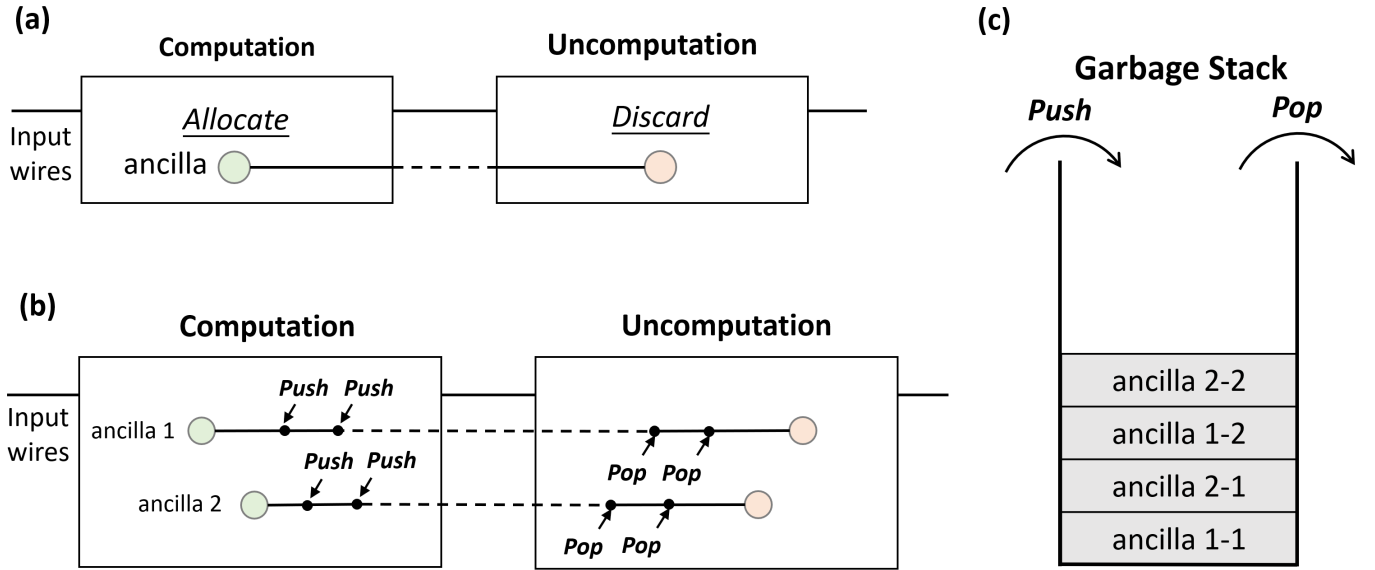 (a)
Computation
Uncomputation
Input
wires
Allocate
ancilla
Discard
(b)
Computation
Uncomputation
Input
wires
Push Push
ancilla 1
Pop Pop
Push Push
ancilla 2
Pop Pop
(c)
Garbage Stack
Push
Pop
ancilla 2-2
ancilla 1-2
ancilla 2-1
ancilla 1-1